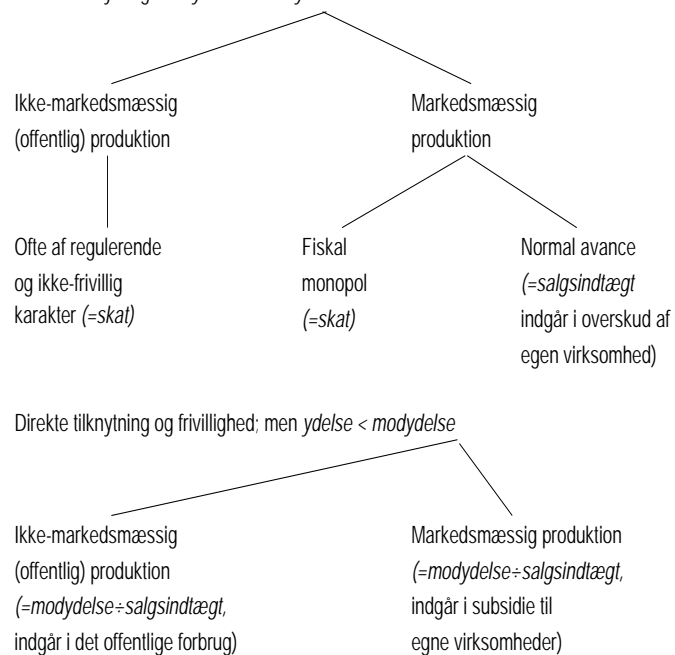 Ikke-markedsmæssig
(offentlig) produktion
Markedsmæssig
produktion
Ofte af regulerende
og ikke-frivillig
karakter (=skat)
Fiskal
monopol
(=skat)
Normal avance
(=salgsindtægt
indgår i overskud af
egen virksomhed)
Direkte tilknytning og frivillighed; men ydelse < modydelse
Ikke-markedsmæssig
(offentlig) produktion
(=modydelse÷salgsindtægt,
indgår i det offentlige forbrug)
Markedsmæssig produktion
(=modydelse÷salgsindtægt,
indgår i subsidie til
egne virksomheder)